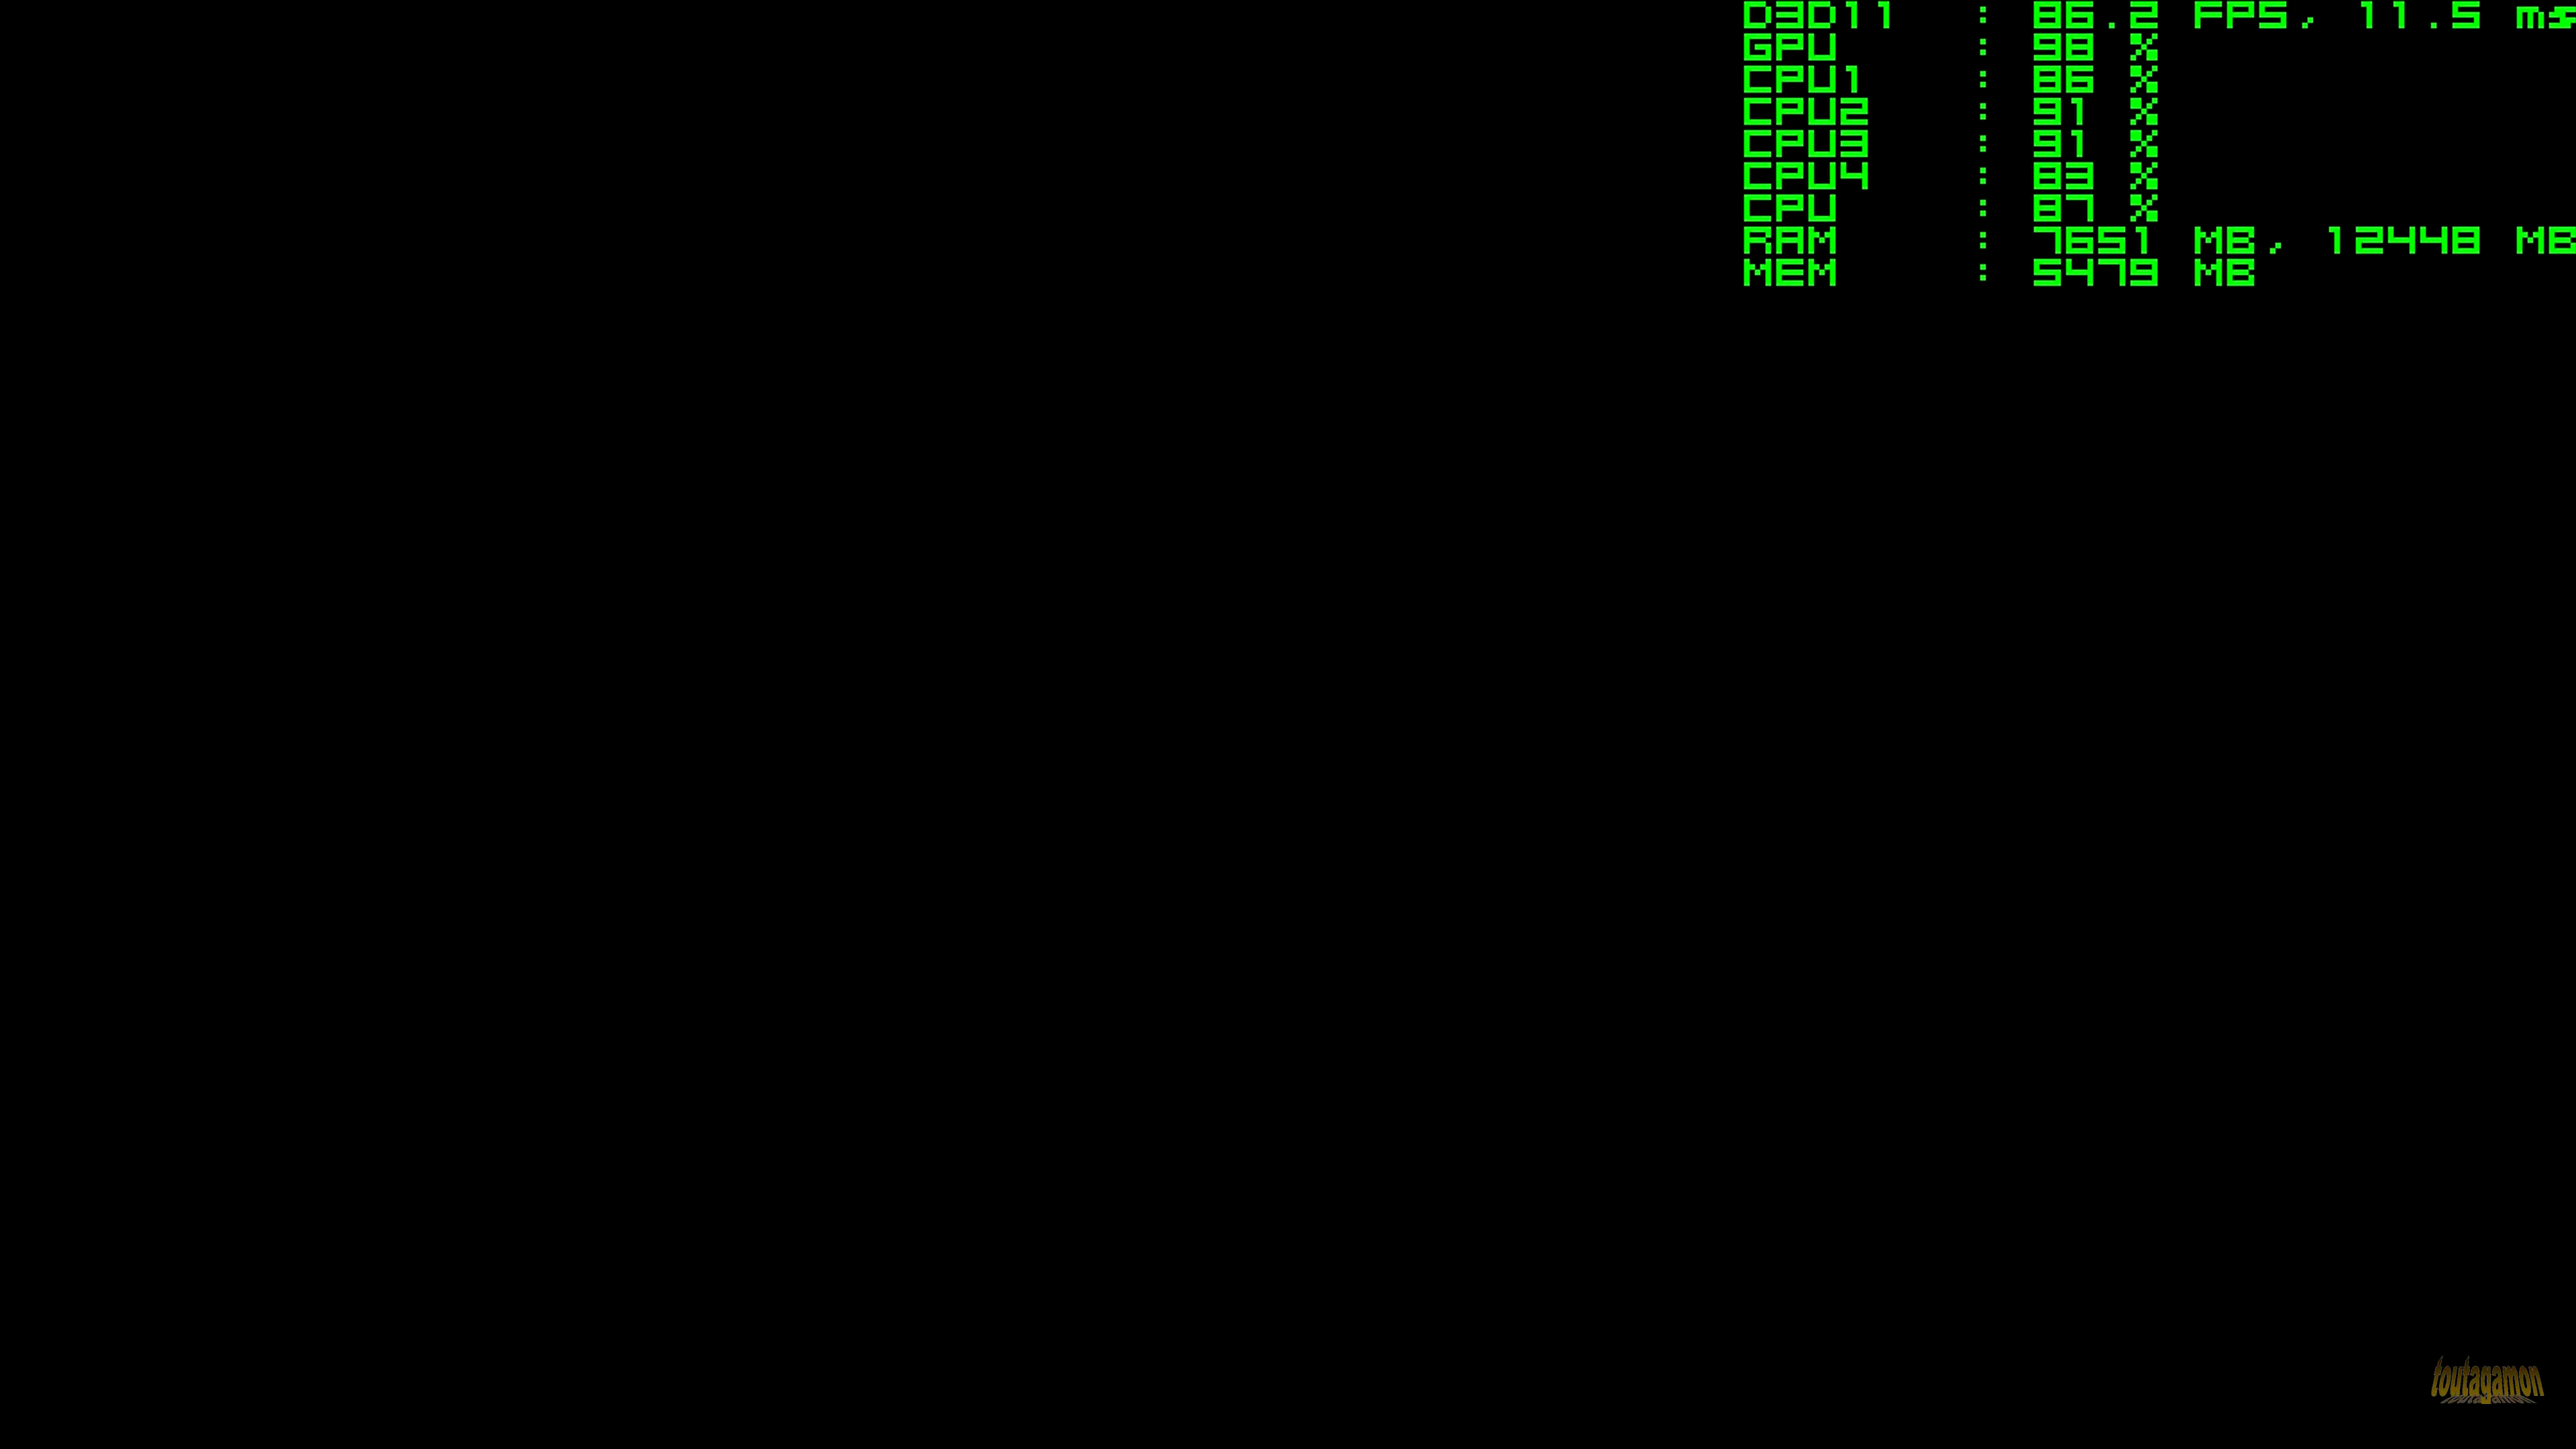 D3D11 : 86.2 FPS, 11.5 ms
GPU : 98 %
CPU1 : 86 %
CPU2 : 91 %
CPU3 : 91 %
CPU4 : 83 %
CPU : 87 %
RAM : 7651 MB, 12448 MB
MEM : 5479 MB
toutagamon